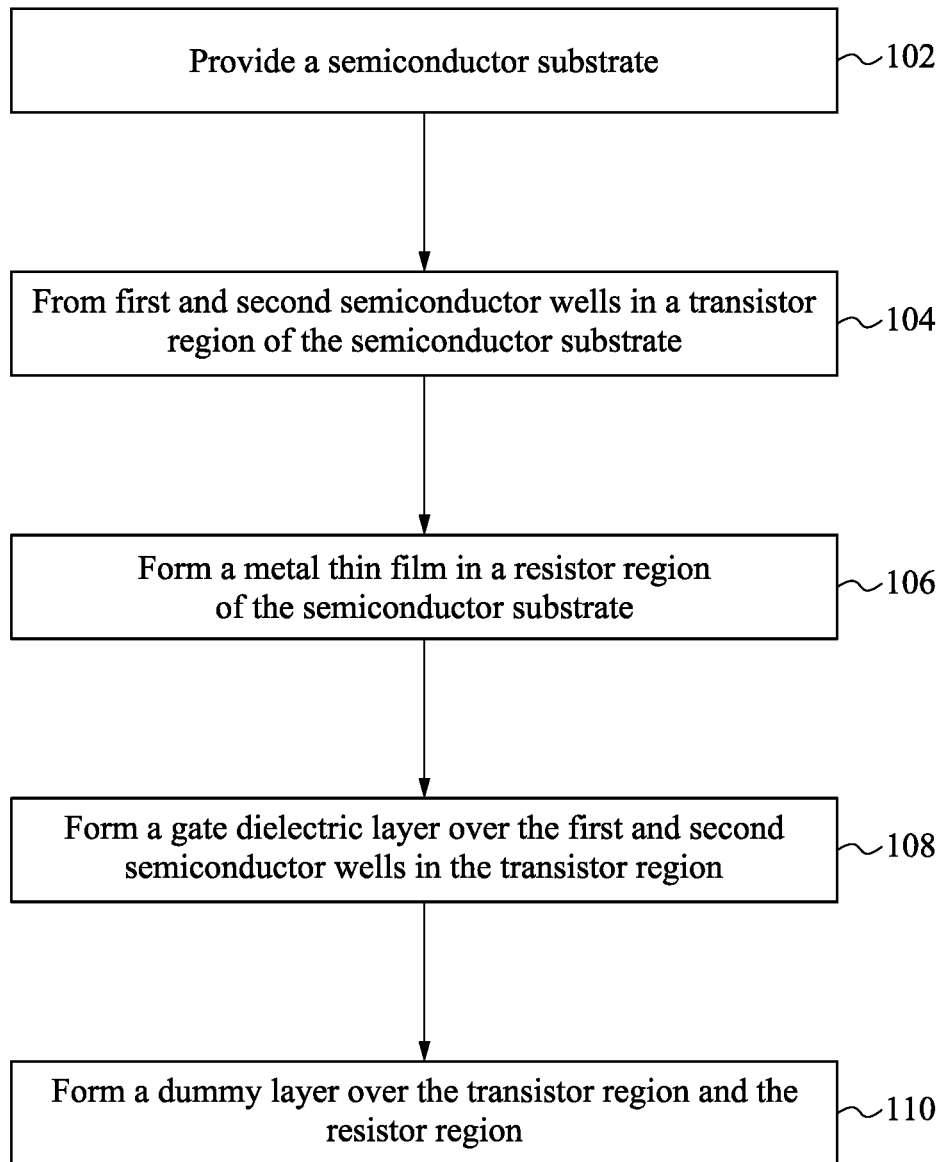 Provide a semiconductor substrate
102
From first and second semiconductor wells in a transistor
region of the semiconductor substrate
104
Form a metal thin film in a resistor region
of the semiconductor substrate
106
Form a gate dielectric layer over the first and second
semiconductor wells in the transistor region
108
Form a dummy layer over the transistor region and the
resistor region
110